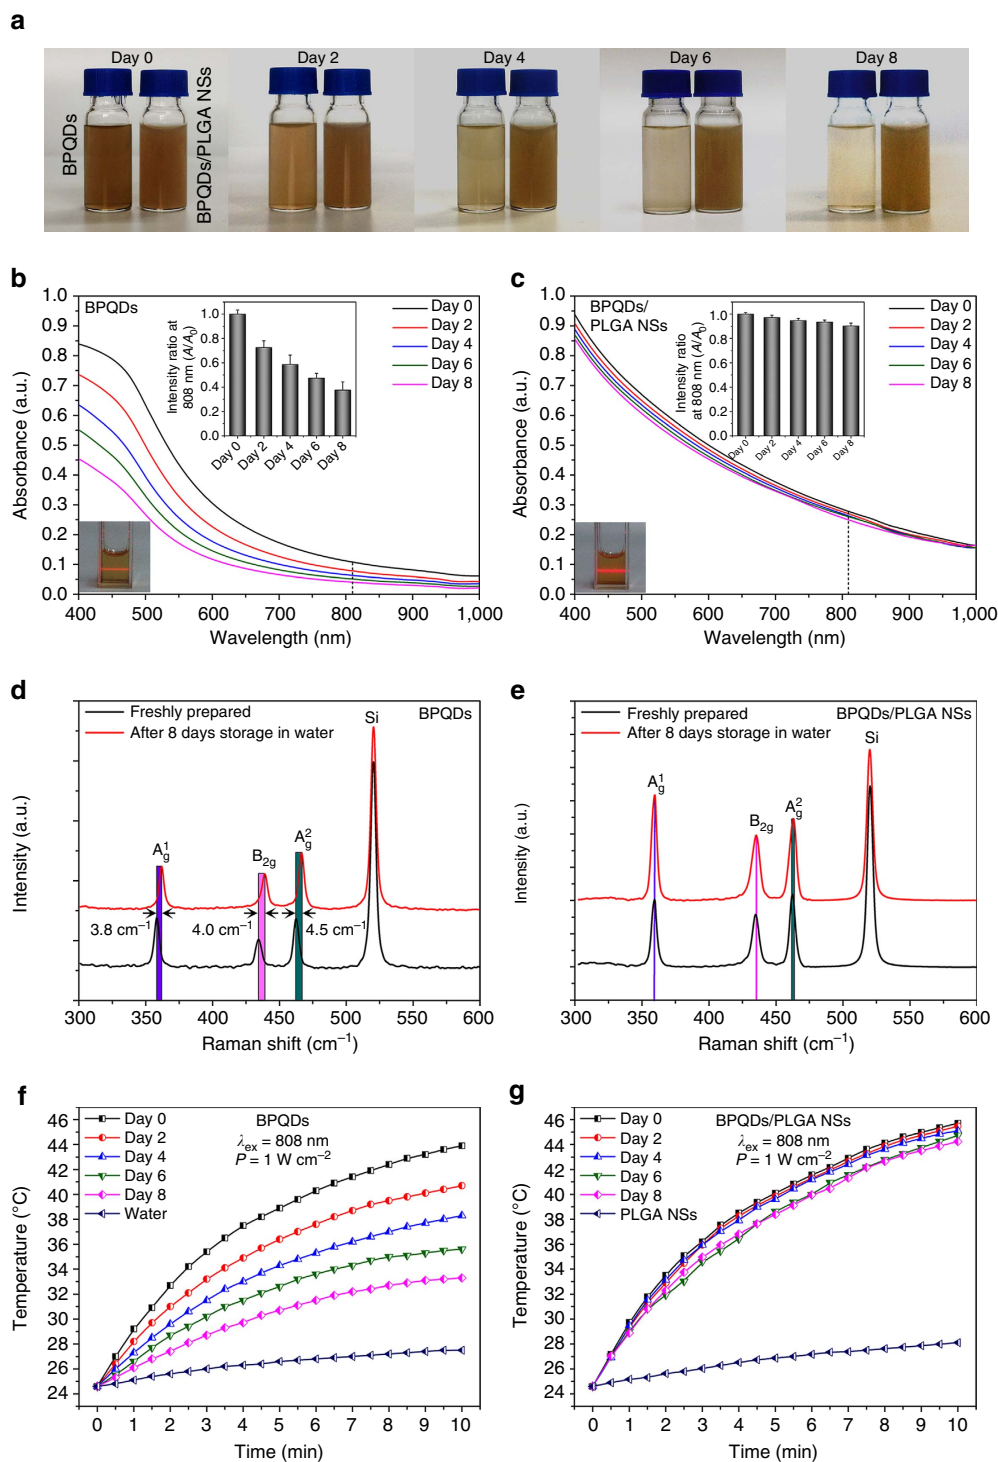 a
Day 0
Day 2
Day 4
Day 6
Day 8
BPQDs
BPQDs/PLGA NSs
b
BPQDs
Day 0
Day 2
Day 4
Day 6
Day 8
Intensity ratio at
808 nm (A/A0)
1.0
0.8
0.6
0.4
0.2
0.0
Day 0
Day 2
Day 4
Day 6
Day 8
Absorbance (a.u.)
1.0
0.9
0.8
0.7
0.6
0.5
0.4
0.3
0.2
0.1
0.0
400 500 600 700 800 900 1,000
Wavelength (nm)
c
BPQDs/
PLGA NSs
Day 0
Day 2
Day 4
Day 6
Day 8
Intensity ratio
at 808 nm (A/A0)
1.0
0.8
0.6
0.4
0.2
0.0
Day 0
Day 2
Day 4
Day 6
Day 8
Absorbance (a.u.)
1.0
0.9
0.8
0.7
0.6
0.5
0.4
0.3
0.2
0.1
0.0
400 500 600 700 800 900 1,000
Wavelength (nm)
d
Freshly prepared
After 8 days storage in water
BPQDs
Si
A1g
B2g
A2g
3.8 cm−1
4.0 cm−1
4.5 cm−1
Intensity (a.u.)
300 350 400 450 500 550 600
Raman shift (cm−1)
e
Freshly prepared
After 8 days storage in water
BPQDs/PLGA NSs
Si
A1g
B2g
A2g
Intensity (a.u.)
300 350 400 450 500 550 600
Raman shift (cm−1)
f
Day 0
Day 2
Day 4
Day 6
Day 8
Water
BPQDs
λex = 808 nm
P = 1 W cm−2
Temperature (°C)
46
44
42
40
38
36
34
32
30
28
26
24
0 1 2 3 4 5 6 7 8 9 10
Time (min)
g
Day 0
Day 2
Day 4
Day 6
Day 8
PLGA NSs
BPQDs/PLGA NSs
λex = 808 nm
P = 1 W cm−2
Temperature (°C)
46
44
42
40
38
36
34
32
30
28
26
24
0 1 2 3 4 5 6 7 8 9 10
Time (min)